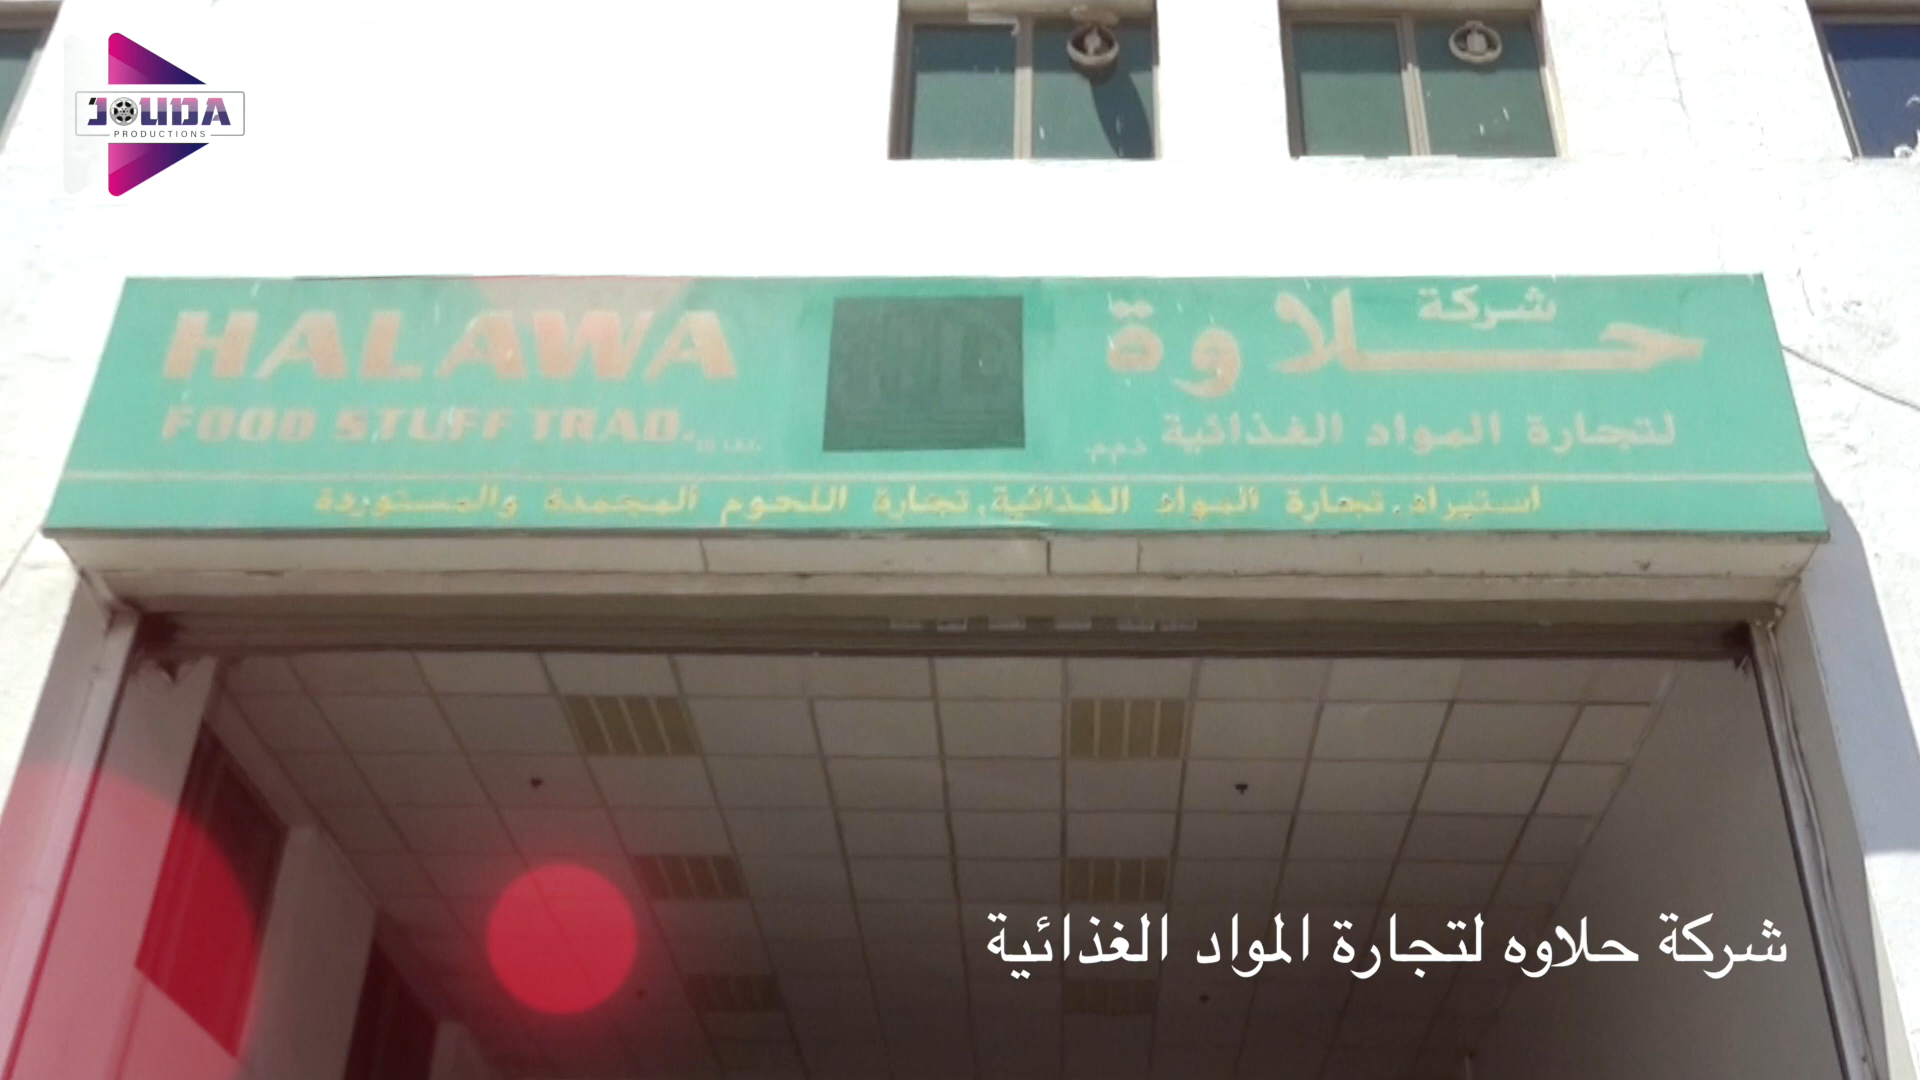 JOUDA
PRODUCTIONS
HALAWA
FOOD STUFF TRAD.
شركة
حلاوة
لتجارة المواد الغذائية ذ.م.م
استيراد، تجارة المواد الغذائية، تجارة اللحوم المجمدة والمستوردة
شركة حلاوه لتجارة المواد الغذائية